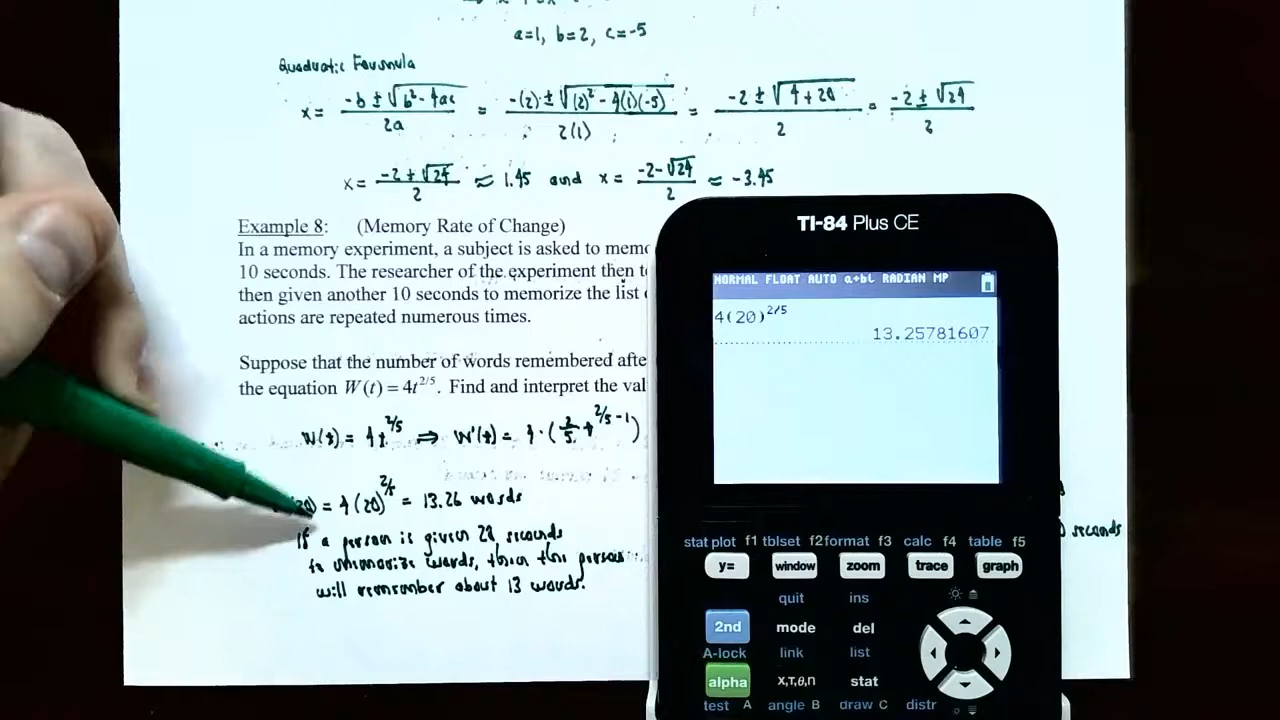 a=1, b=2, c=-5
Quadratic Formula
x = -b ± √b² - 4ac / 2a = -(2) ± √(2)² - 4(1)(-5) / 2(1) = -2 ± √4+20 / 2 = -2 ± √24 / 2
x = -2 + √24 / 2 ≈ 1.45 and x = -2 - √24 / 2 ≈ -3.45
Example 8: (Memory Rate of Change)
In a memory experiment, a subject is asked to memo
10 seconds. The researcher of the experiment then t
then given another 10 seconds to memorize the list
actions are repeated numerous times.
Suppose that the number of words remembered afte
the equation W(t) = 4t^2/5. Find and interpret the val
W(t) = 4t^2/5 ⇒ W'(t) = 4·(2/5 t^2/5-1)
20) = 4(20)^2/5 = 13.26 words
If a person is given 20 seconds
to memorize words, then this person
will remember about 13 words.
seconds
TI-84 Plus CE
NORMAL FLOAT AUTO a+bi RADIAN MP
4(20)^2/5
13.25781607
stat plot f1 tblset f2 format f3 calc f4 table f5
y= window zoom trace graph
quit ins
2nd mode del
A-lock link list
alpha X,T,θ,n stat
test A angle B draw C distr